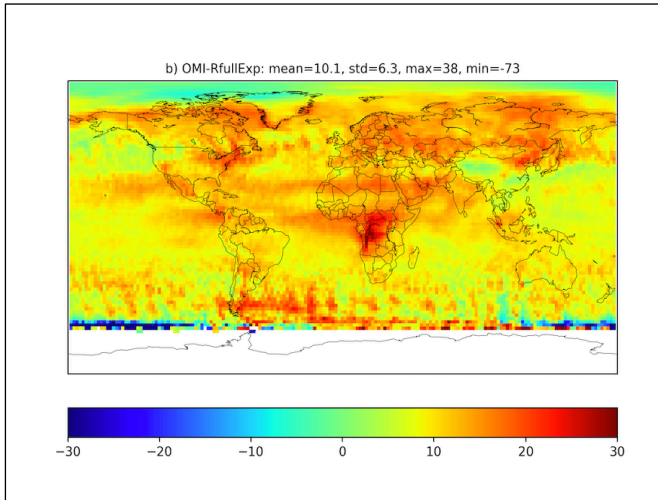 b) OMI-RfullExp: mean=10.1, std=6.3, max=38, min=-73
−30 −20 −10 0 10 20 30